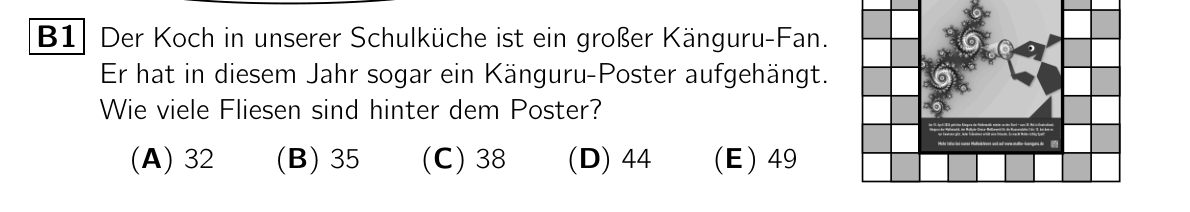 B1 Der Koch in unserer Schulküche ist ein großer Känguru-Fan.
Er hat in diesem Jahr sogar ein Känguru-Poster aufgehängt.
Wie viele Fliesen sind hinter dem Poster?
(A) 32 (B) 35 (C) 38 (D) 44 (E) 49